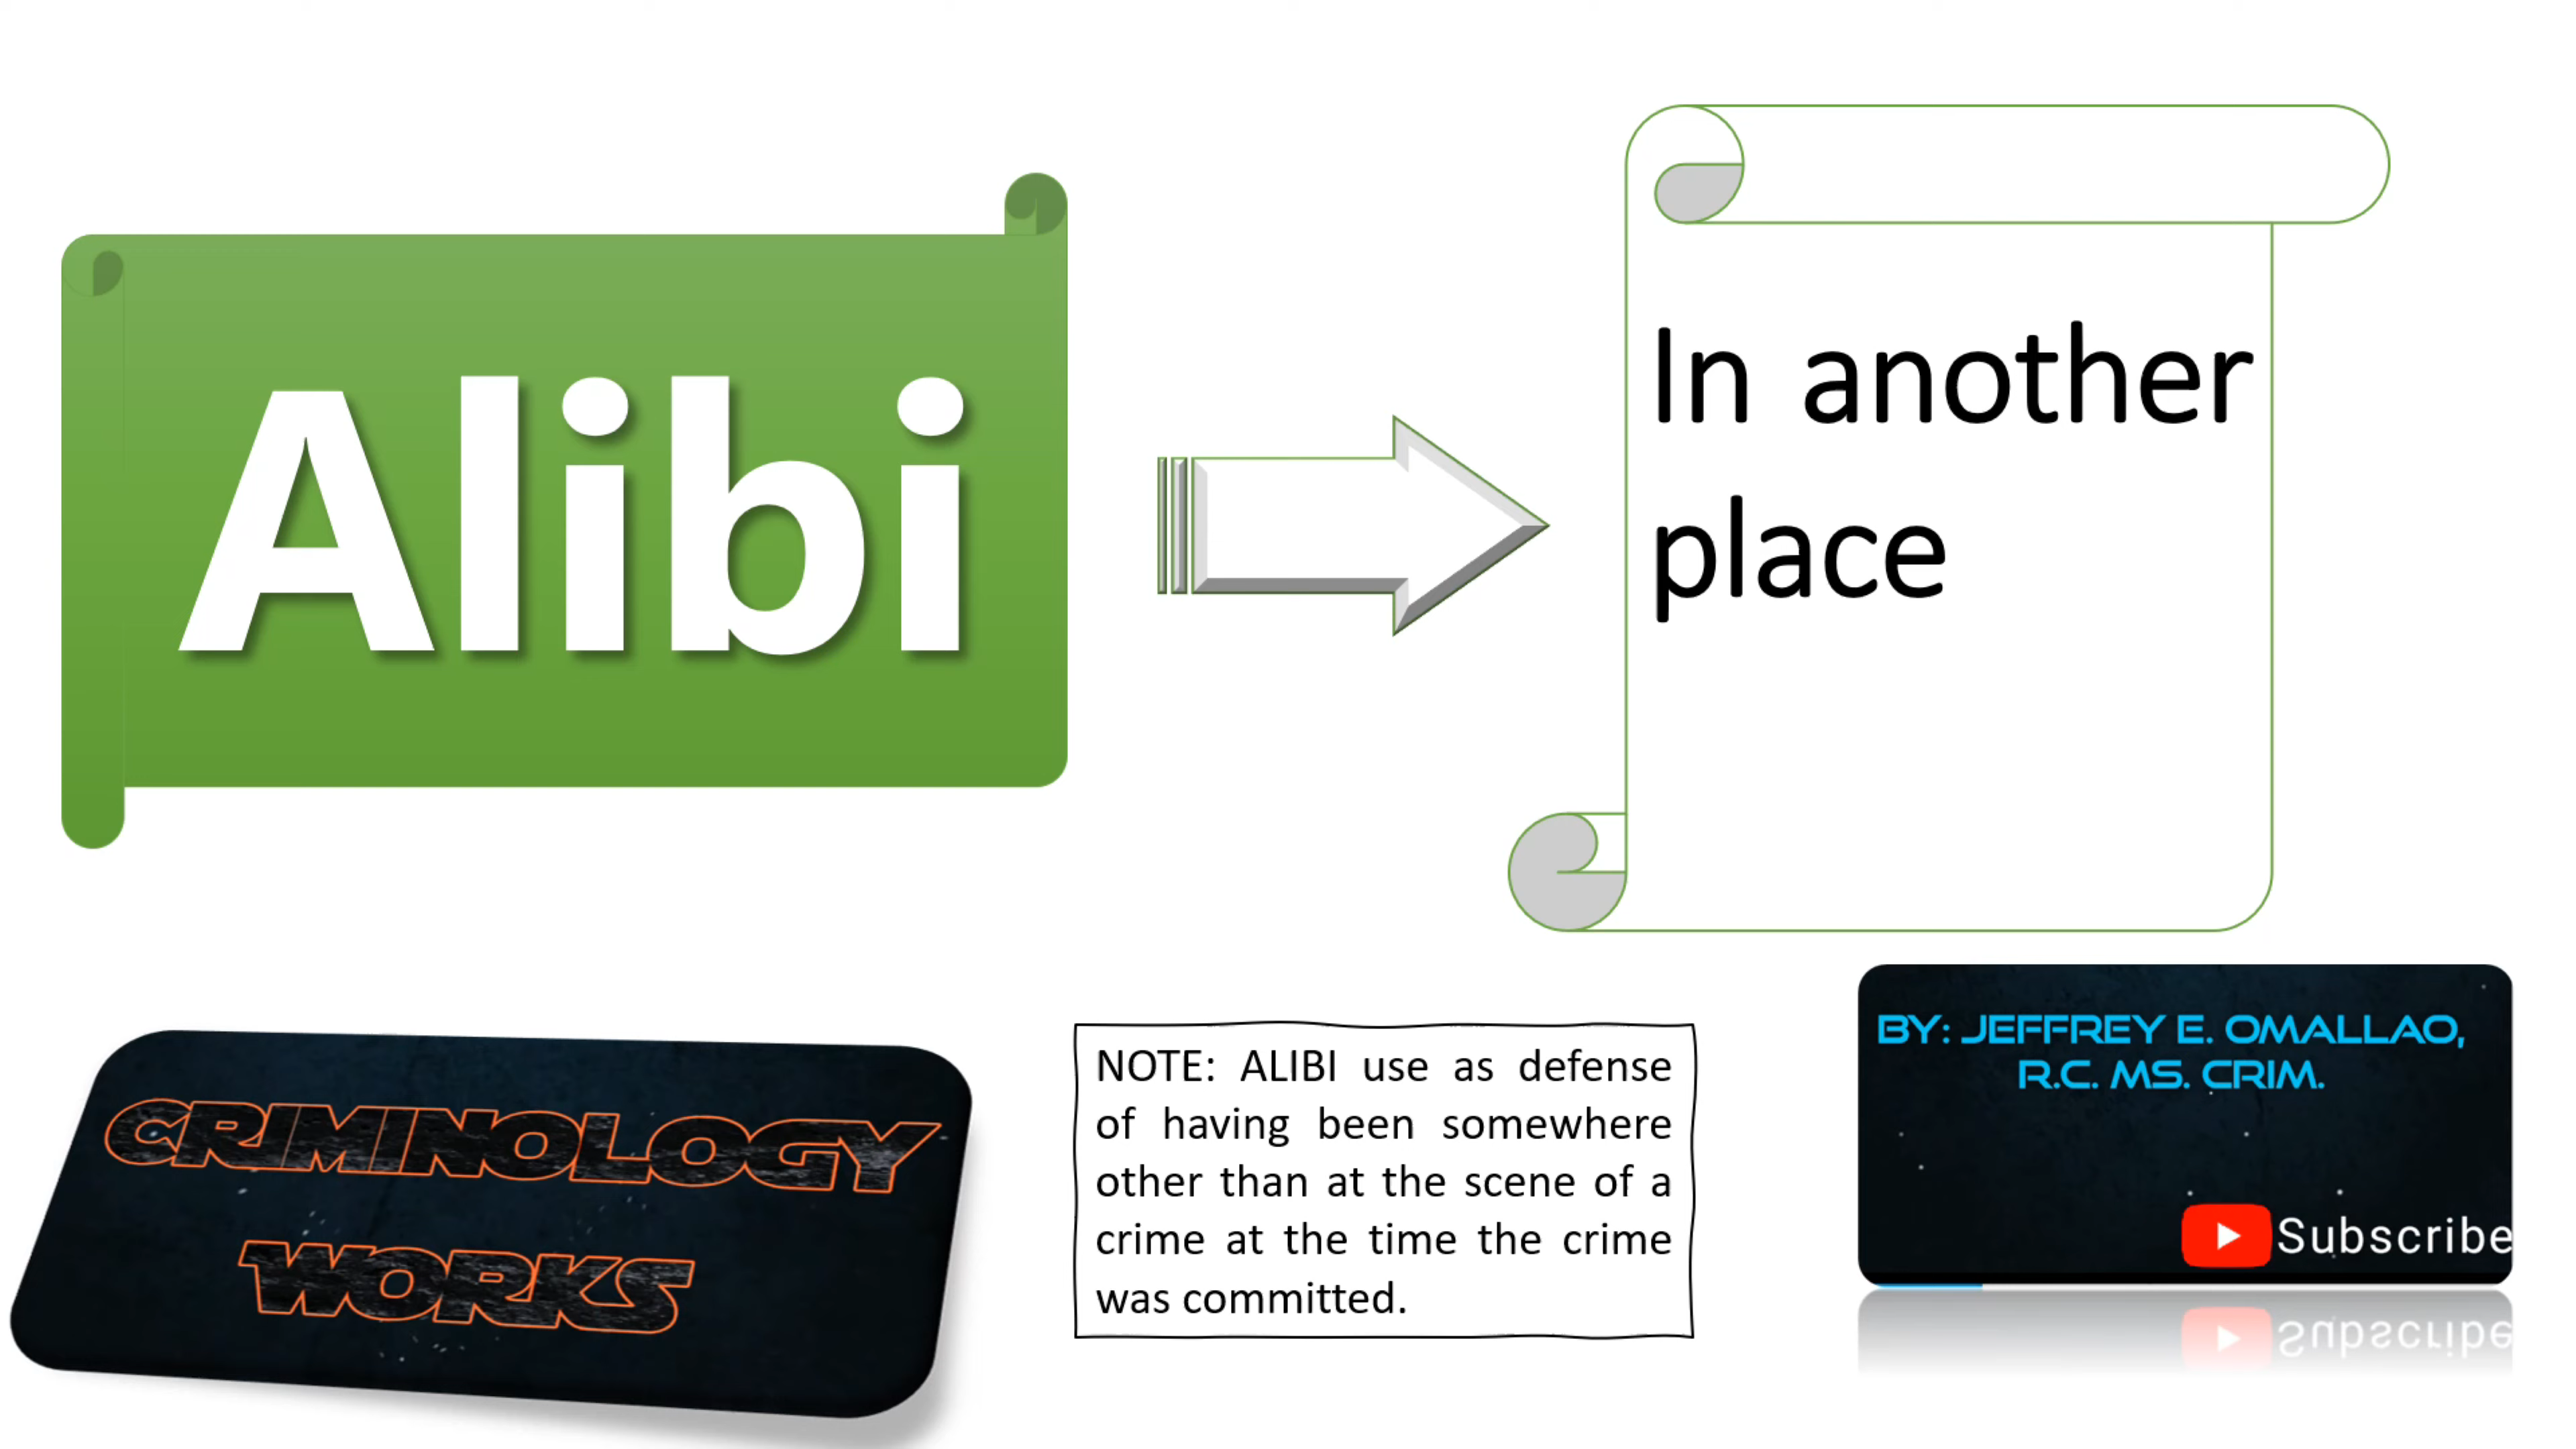 Alibi
In another
place
CRIMINOLOGY
WORKS
NOTE: ALIBI use as defense
of having been somewhere
other than at the scene of a
crime at the time the crime
was committed.
BY: JEFFREY E. OMALLAO,
R.C. MS. CRIM.
Subscribe